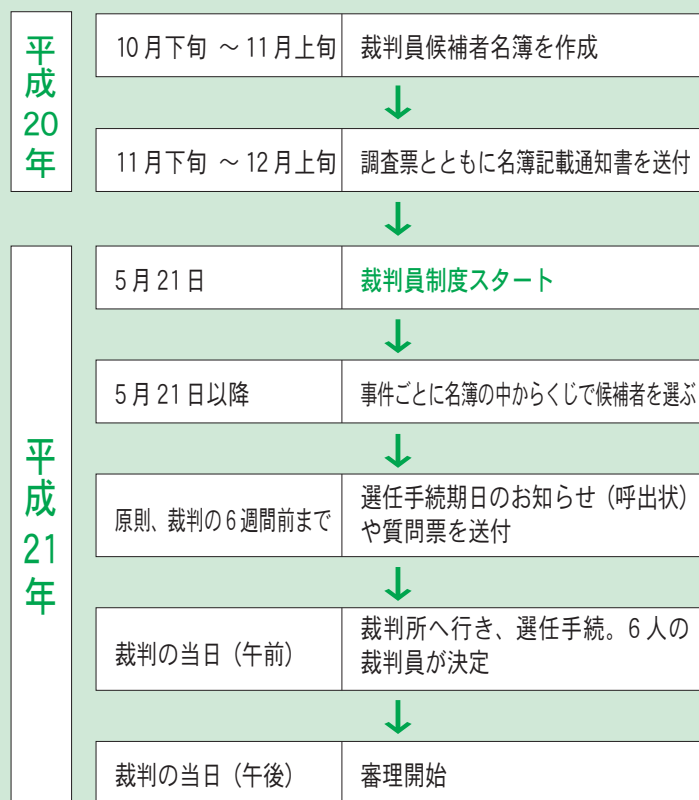 平成20年
10月下旬 ～ 11月上旬
裁判員候補者名簿を作成
↓
11月下旬 ～ 12月上旬
調査票とともに名簿記載通知書を送付
↓
平成21年
5月21日
裁判員制度スタート
↓
5月21日以降
事件ごとに名簿の中からくじで候補者を選ぶ
↓
原則、裁判の6週間前まで
選任手続期日のお知らせ（呼出状）
や質問票を送付
↓
裁判の当日（午前）
裁判所へ行き、選任手続。6人の
裁判員が決定
↓
裁判の当日（午後）
審理開始